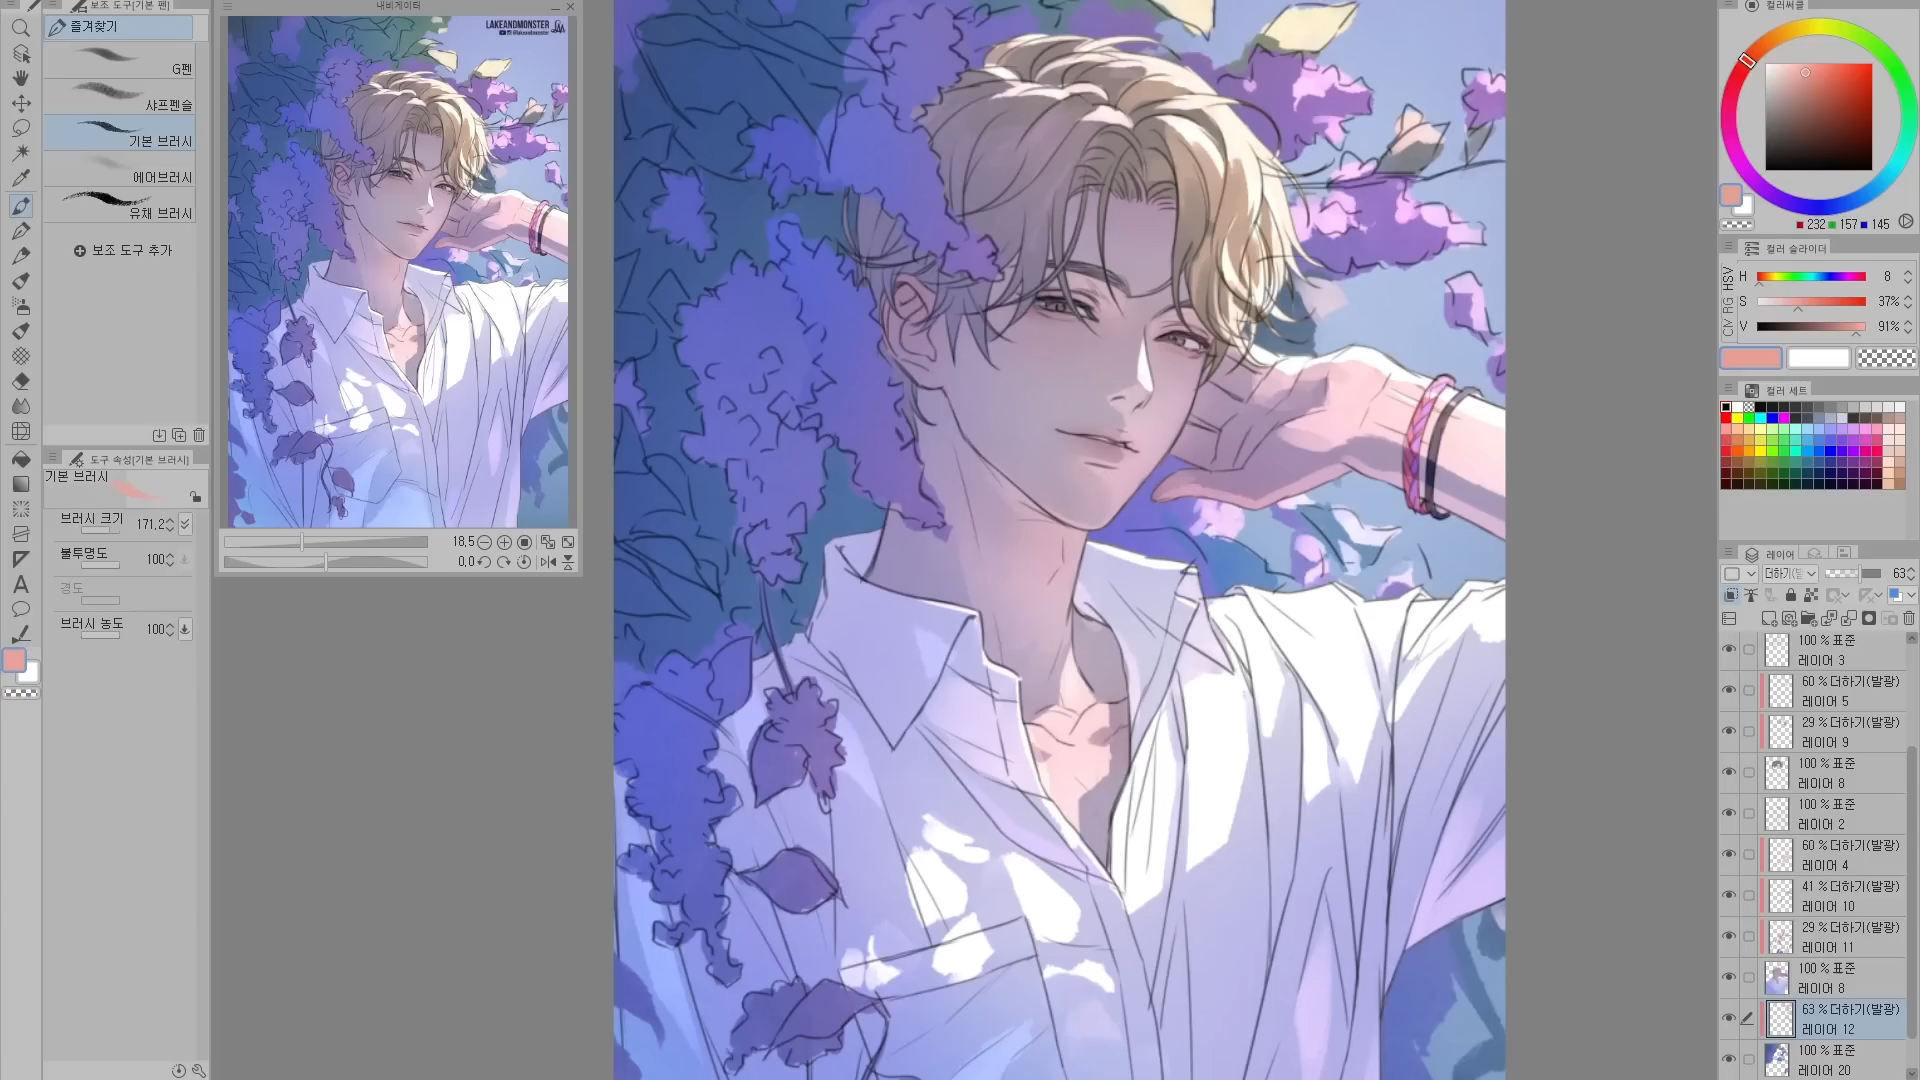 보조 도구[기본 펜]
즐겨찾기
G펜
샤프펜슬
기본 브러시
에어브러시
유채 브러시
보조 도구 추가
도구 속성[기본 브러시]
기본 브러시
브러시 크기 171.2
불투명도 100
경도
브러시 농도 100
내비게이터
LAKEANDMONSTER
18.5
0.0
컬러써클
232 157 145
컬러 슬라이더
HSV
H 8
S 37%
V 91%
컬러 세트
레이어
63
100 % 표준
레이어 3
60 % 더하기(발광)
레이어 5
29 % 더하기(발광)
레이어 9
100 % 표준
레이어 8
100 % 표준
레이어 2
60 % 더하기(발광)
레이어 4
41 % 더하기(발광)
레이어 10
29 % 더하기(발광)
레이어 11
100 % 표준
레이어 8
63 % 더하기(발광)
레이어 12
100 % 표준
레이어 20